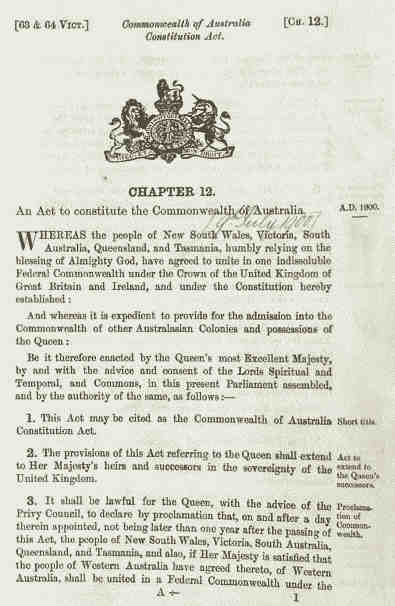 [63 & 64 VICT.] Commonwealth of Australia [CH. 12.]
Constitution Act.
CHAPTER 12.
An Act to constitute the Commonwealth of Australia. A.D. 1900.
[9th July 1900]
WHEREAS the people of New South Wales, Victoria, South
Australia, Queensland, and Tasmania, humbly relying on the
blessing of Almighty God, have agreed to unite in one indissoluble
Federal Commonwealth under the Crown of the United Kingdom of
Great Britain and Ireland, and under the Constitution hereby
established :
And whereas it is expedient to provide for the admission into the
Commonwealth of other Australasian Colonies and possessions of
the Queen :
Be it therefore enacted by the Queen's most Excellent Majesty,
by and with the advice and consent of the Lords Spiritual and
Temporal, and Commons, in this present Parliament assembled,
and by the authority of the same, as follows :—
1. This Act may be cited as the Commonwealth of Australia Short title.
Constitution Act.
2. The provisions of this Act referring to the Queen shall extend Act to
to Her Majesty's heirs and successors in the sovereignty of the extend to
United Kingdom. the Queen's
successors.
3. It shall be lawful for the Queen, with the advice of the Proclama-
Privy Council, to declare by proclamation that, on and after a day tion of
therein appointed, not being later than one year after the passing of Common-
this Act, the people of New South Wales, Victoria, South Australia, wealth.
Queensland, and Tasmania, and also, if Her Majesty is satisfied that
the people of Western Australia have agreed thereto, of Western
Australia, shall be united in a Federal Commonwealth under the
A 1